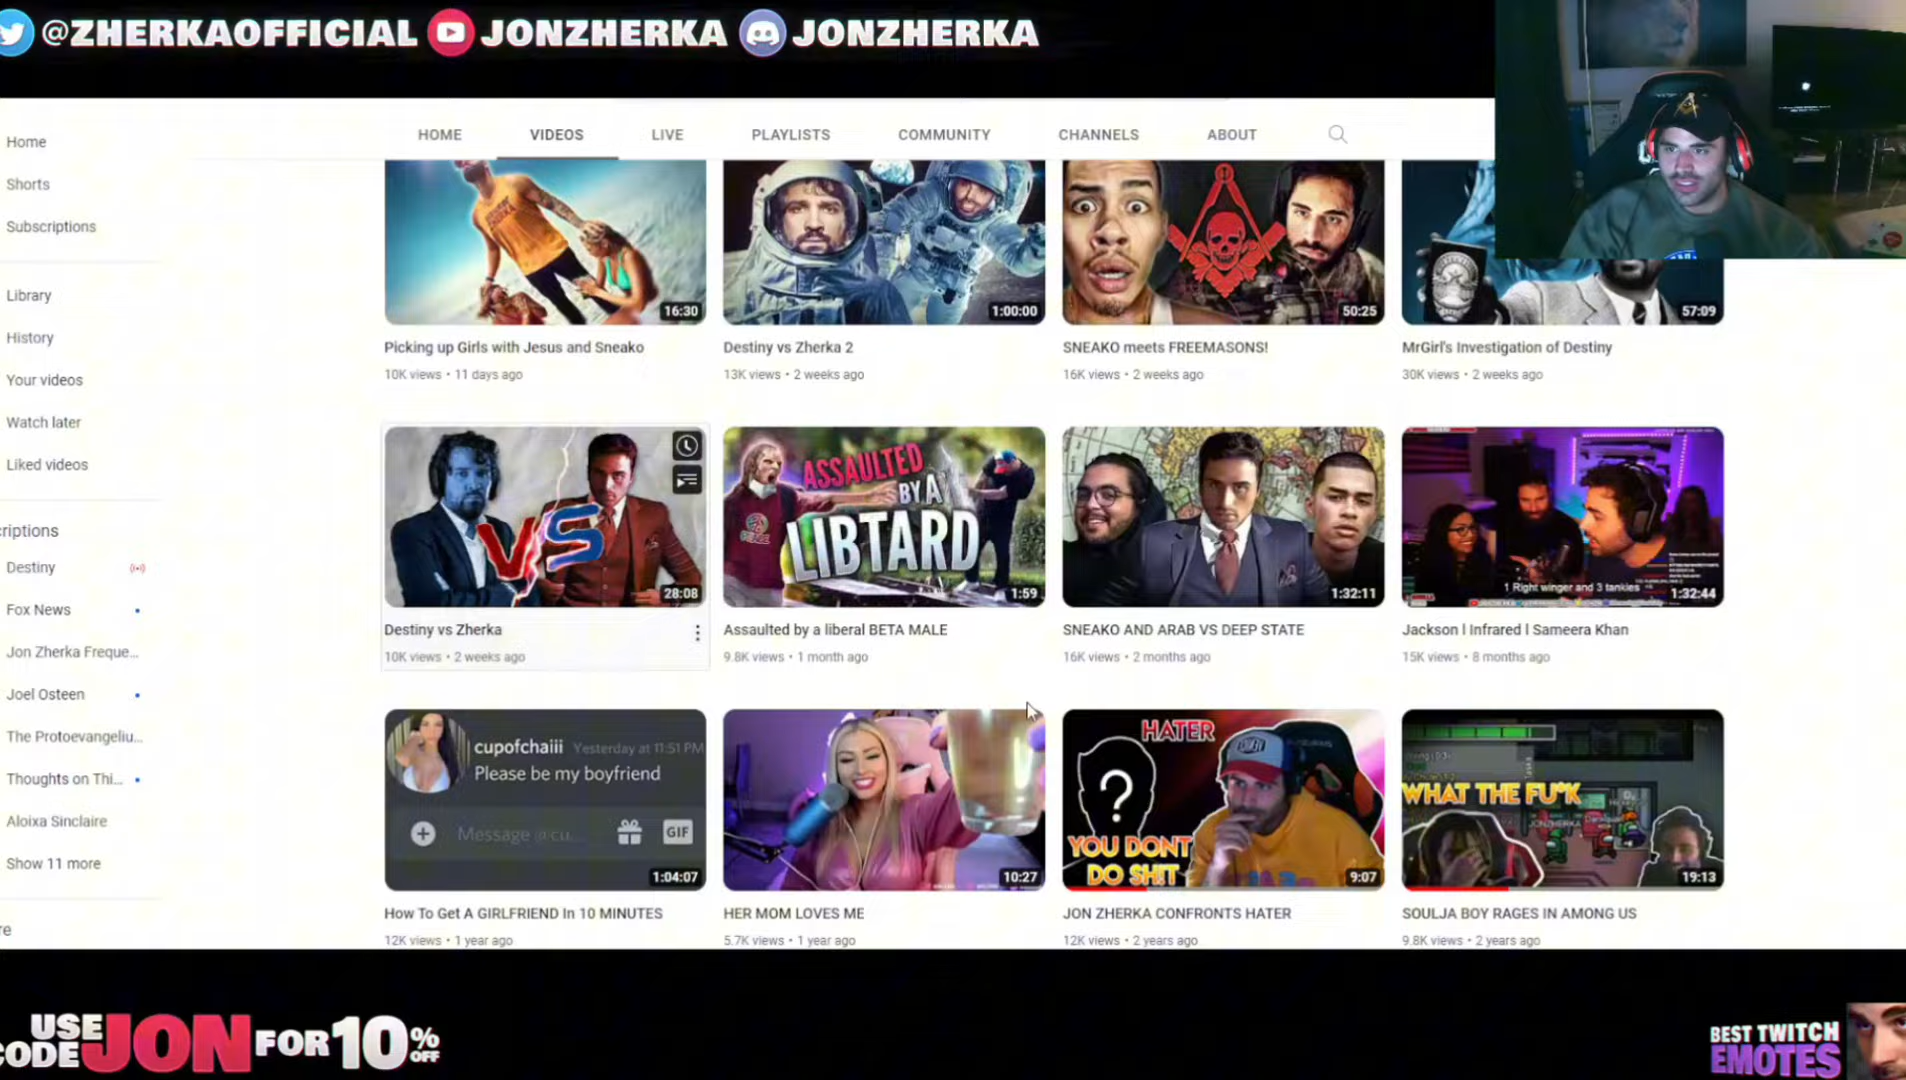 @ZHERKAOFFICIAL JONZHERKA JONZHERKA
HOME VIDEOS LIVE PLAYLISTS COMMUNITY CHANNELS ABOUT
Home
Shorts
Subscriptions
Library
History
Your videos
Watch later
Liked videos
criptions
Destiny
Fox News
Jon Zherka Freque...
Joel Osteen
The Protoevangeliu...
Thoughts on Thi...
Aloixa Sinclaire
Show 11 more
re
16:30
1:00:00
50:25
57:09
Picking up Girls with Jesus and Sneako
10K views • 11 days ago
Destiny vs Zherka 2
13K views • 2 weeks ago
SNEAKO meets FREEMASONS!
16K views • 2 weeks ago
MrGirl's Investigation of Destiny
30K views • 2 weeks ago
VS
28:08
ASSAULTED
BY A
LIBTARD
1:59
1:32:11
1 Right winger and 3 tankies
1:32:44
Destiny vs Zherka
10K views • 2 weeks ago
Assaulted by a liberal BETA MALE
9.8K views • 1 month ago
SNEAKO AND ARAB VS DEEP STATE
16K views • 2 months ago
Jackson l Infrared l Sameera Khan
15K views • 8 months ago
cupofchaiii Yesterday at 11:51 PM
Please be my boyfriend
Message @cu...
GIF
1:04:07
10:27
HATER
?
YOU DONT
DO SH!T
9:07
WHAT THE FU*K
JONZHERKA
19:13
How To Get A GIRLFRIEND In 10 MINUTES
12K views • 1 year ago
HER MOM LOVES ME
5.7K views • 1 year ago
JON ZHERKA CONFRONTS HATER
12K views • 2 years ago
SOULJA BOY RAGES IN AMONG US
9.8K views • 2 years ago
USE
CODE
JON FOR 10% OFF
BEST TWITCH
EMOTES